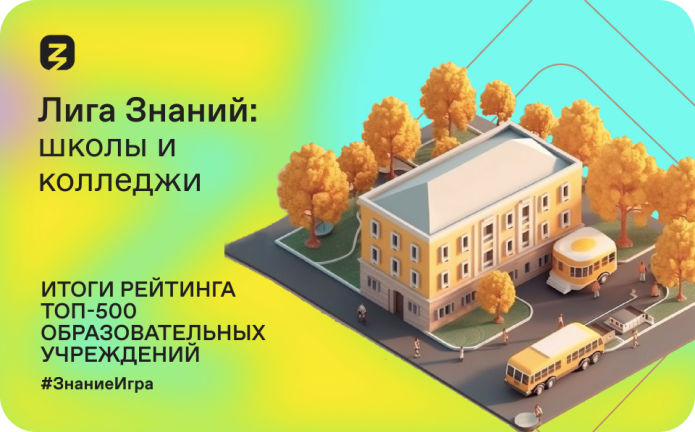 Лига Знаний:
школы и
колледжи
ИТОГИ РЕЙТИНГА
ТОП-500
ОБРАЗОВАТЕЛЬНЫХ
УЧРЕЖДЕНИЙ
#ЗнаниеИгра